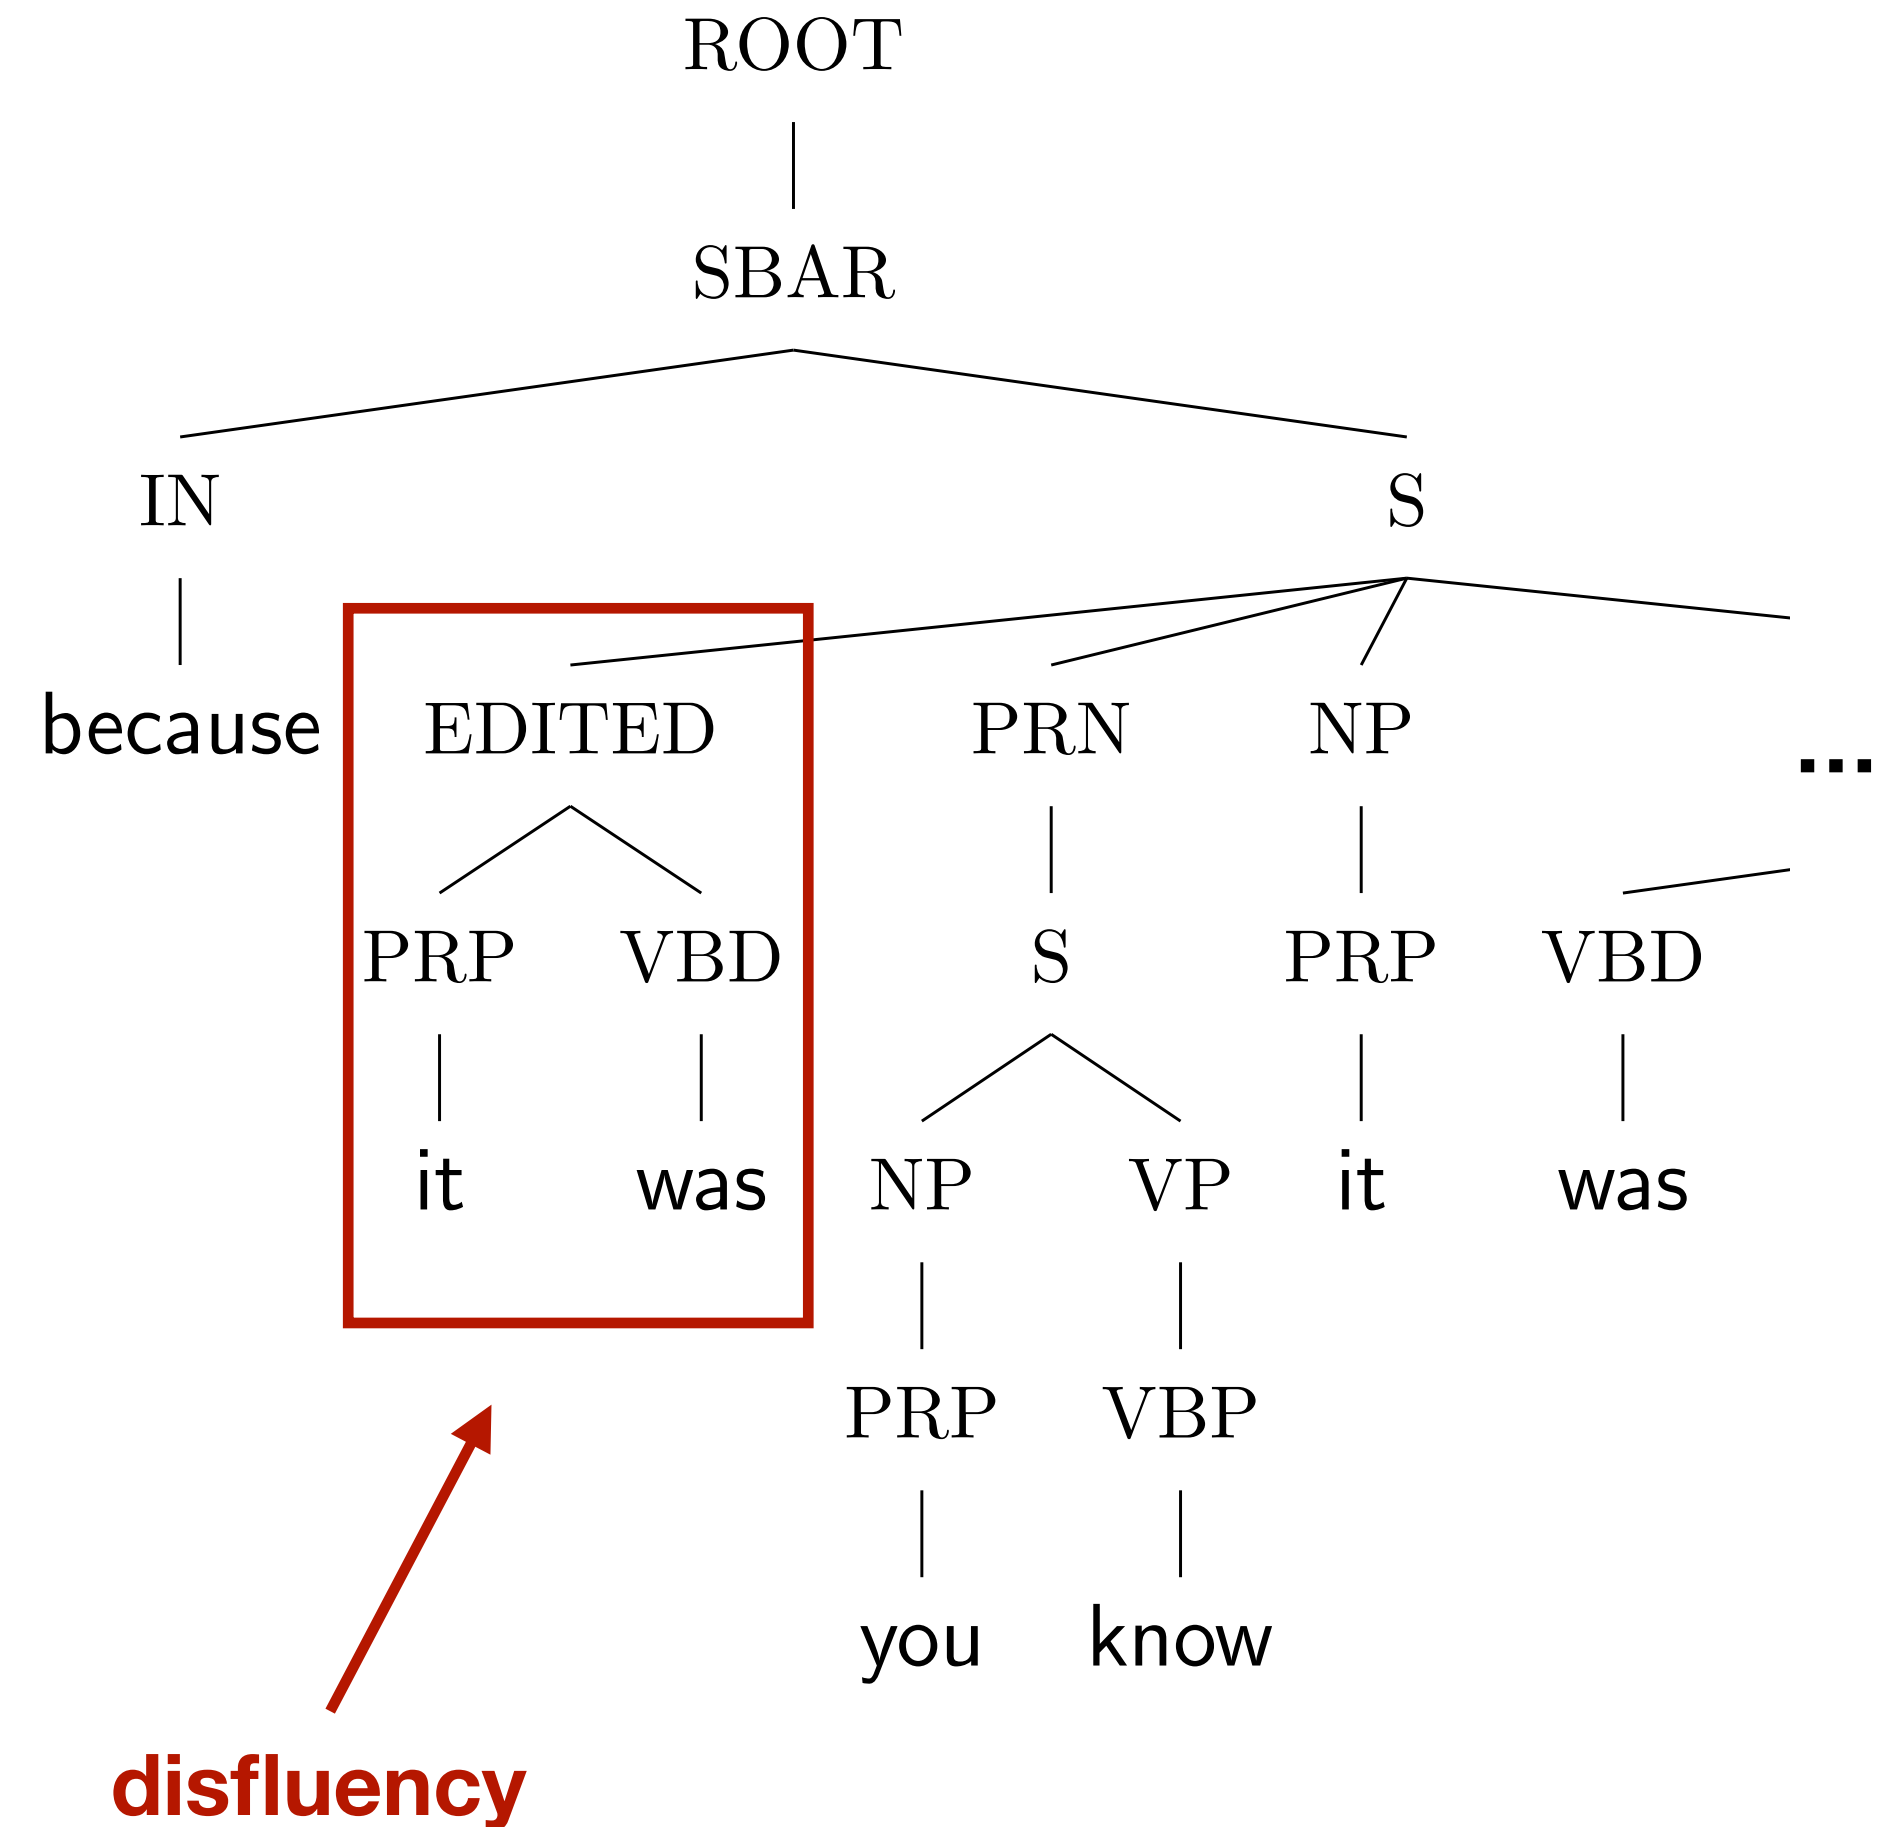 ROOT
SBAR
IN S
because EDITED PRN NP ...
PRP VBD S PRP VBD
it was NP VP it was
PRP VBP
you know
disfluency